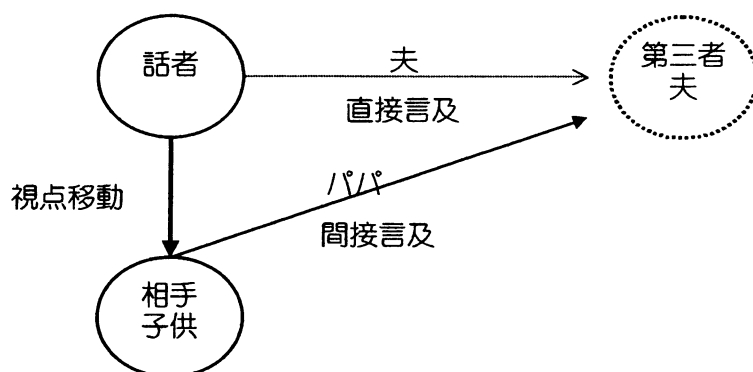 話者
夫
第三者
夫
直接言及
視点移動
パパ
間接言及
相手
子供